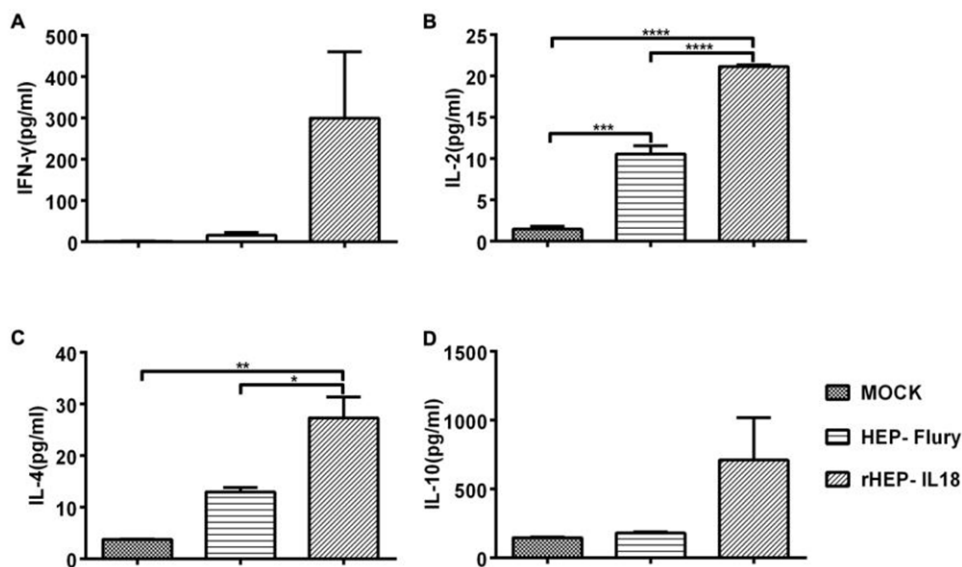 A
IFN-γ(pg/ml)
500
400
300
200
100
0
B
IL-2(pg/ml)
25
20
15
10
5
0
****
****
***
C
IL-4(pg/ml)
40
30
20
10
0
**
*
D
IL-10(pg/ml)
1500
1000
500
0
MOCK
HEP- Flury
rHEP- IL18